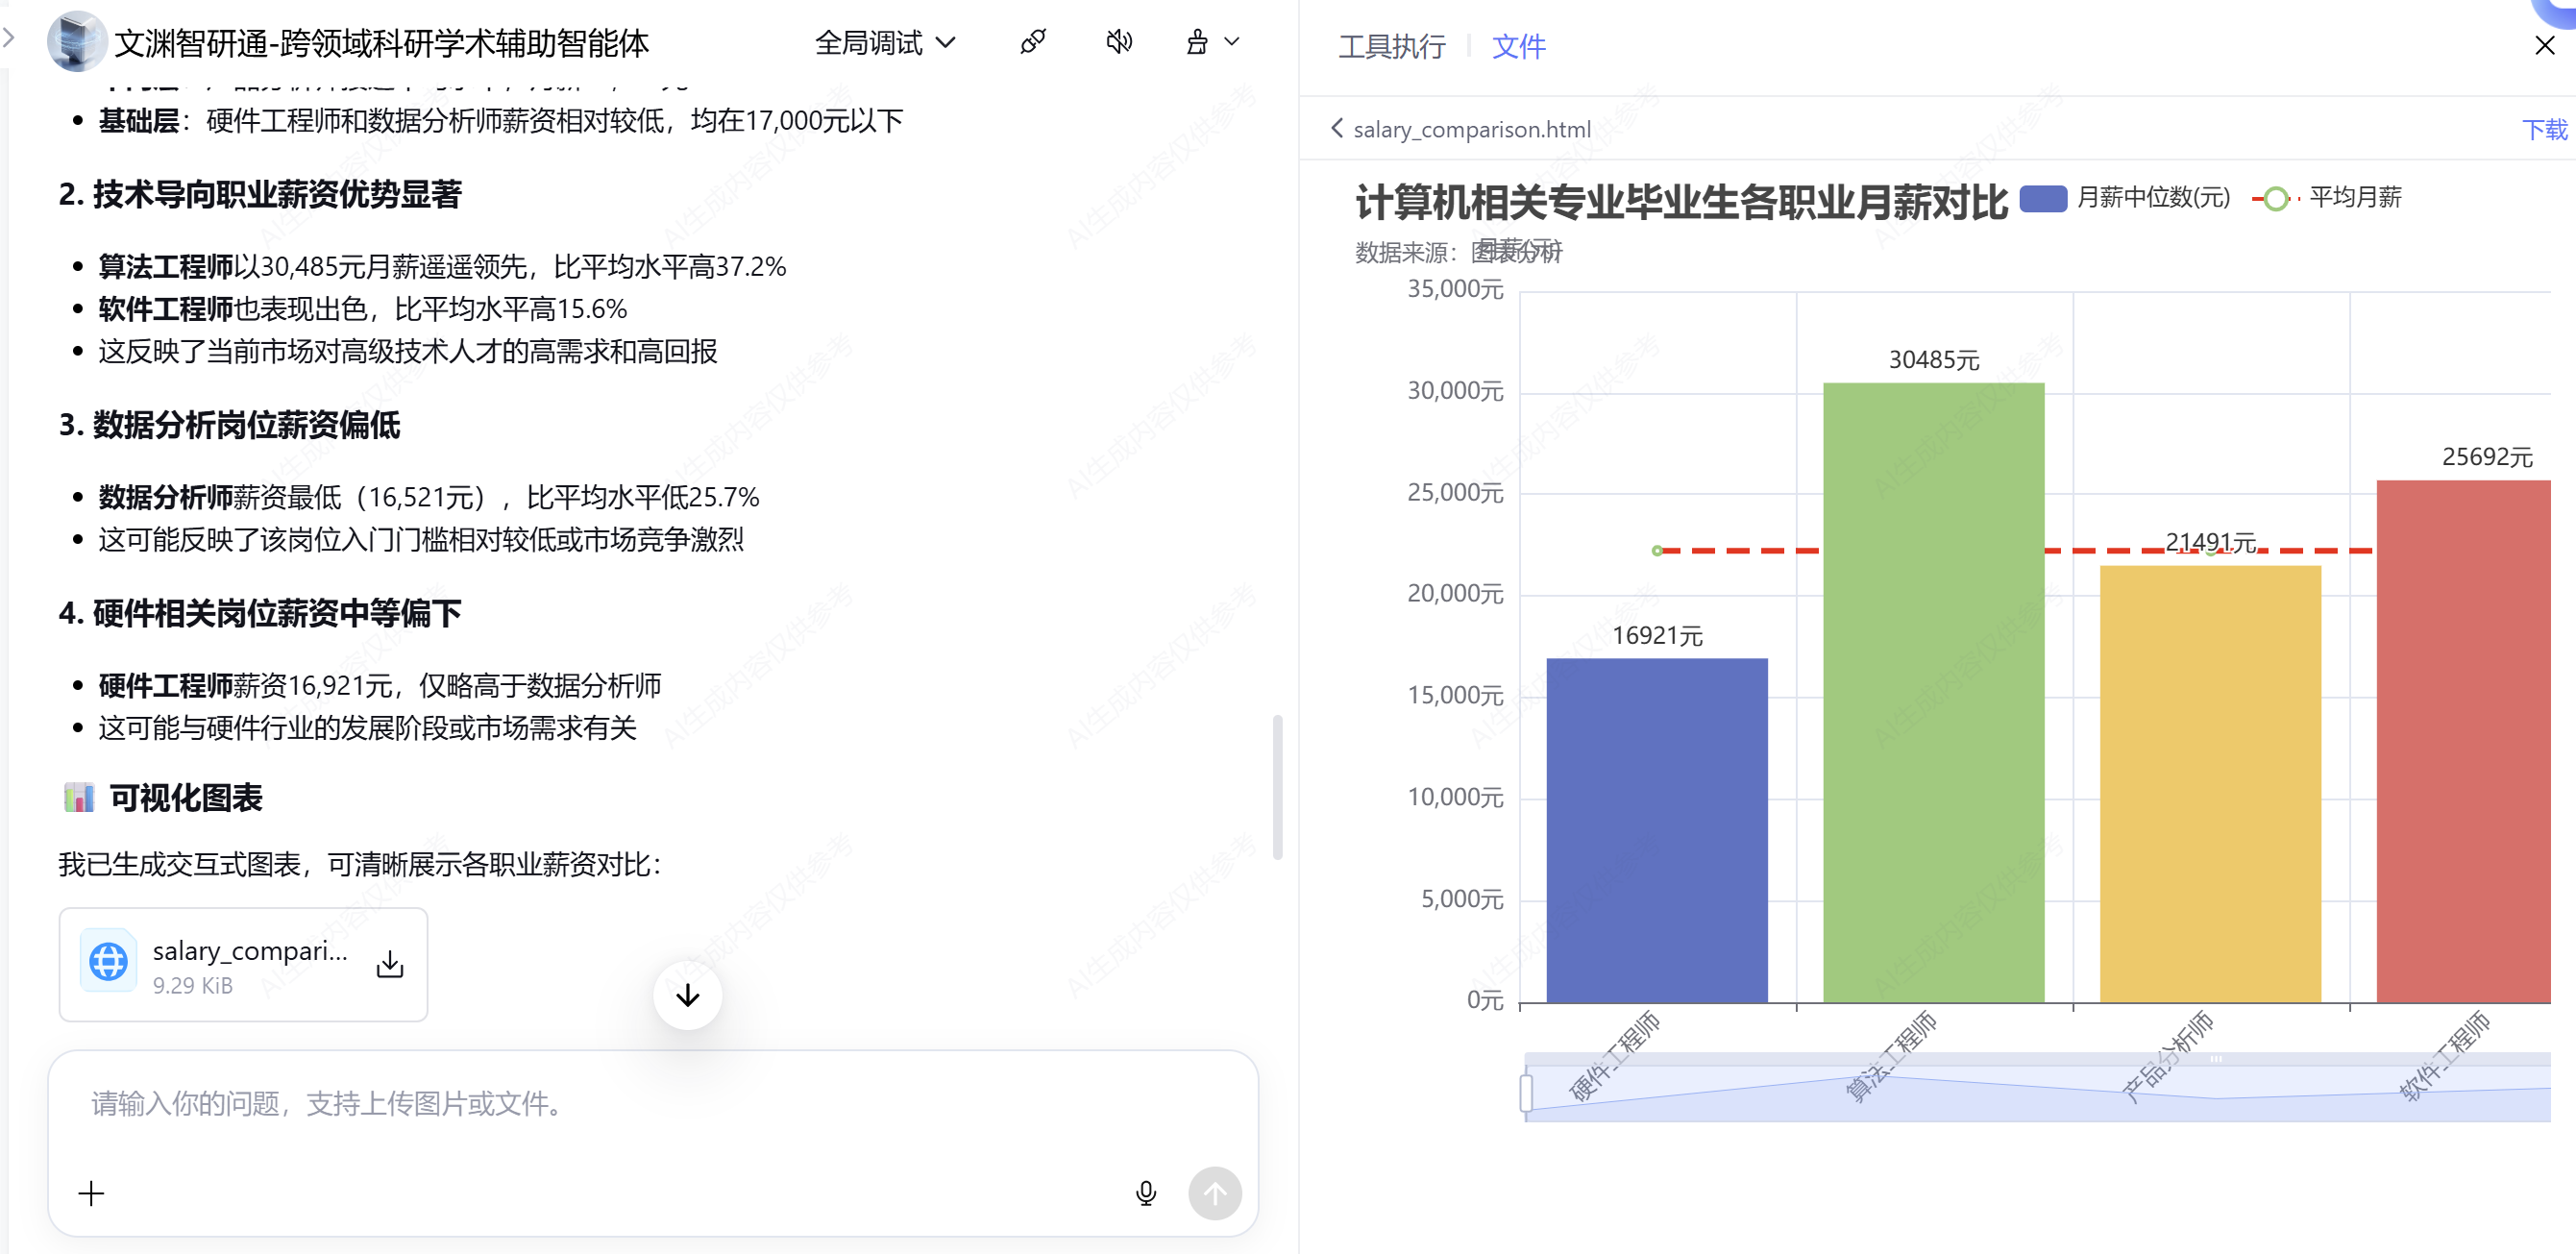 文渊智研通-跨领域科研学术辅助智能体
全局调试
基础层：硬件工程师和数据分析师薪资相对较低，均在17,000元以下
2. 技术导向职业薪资优势显著
算法工程师以30,485元月薪遥遥领先，比平均水平高37.2%
软件工程师也表现出色，比平均水平高15.6%
这反映了当前市场对高级技术人才的高需求和高回报
3. 数据分析岗位薪资偏低
数据分析师薪资最低（16,521元），比平均水平低25.7%
这可能反映了该岗位入门门槛相对较低或市场竞争激烈
4. 硬件相关岗位薪资中等偏下
硬件工程师薪资16,921元，仅略高于数据分析师
这可能与硬件行业的发展阶段或市场需求有关
可视化图表
我已生成交互式图表，可清晰展示各职业薪资对比：
salary_compari...
9.29 KiB
请输入你的问题，支持上传图片或文件。
工具执行
文件
salary_comparison.html
下载
计算机相关专业毕业生各职业月薪对比
月薪中位数(元)
平均月薪
数据来源：图表分析
月薪(元)
35,000元
30,000元
25,000元
20,000元
15,000元
10,000元
5,000元
0元
16921元
30485元
21491元
25692元
硬件工程师
算法工程师
产品分析师
软件工程师
AI生成内容仅供参考